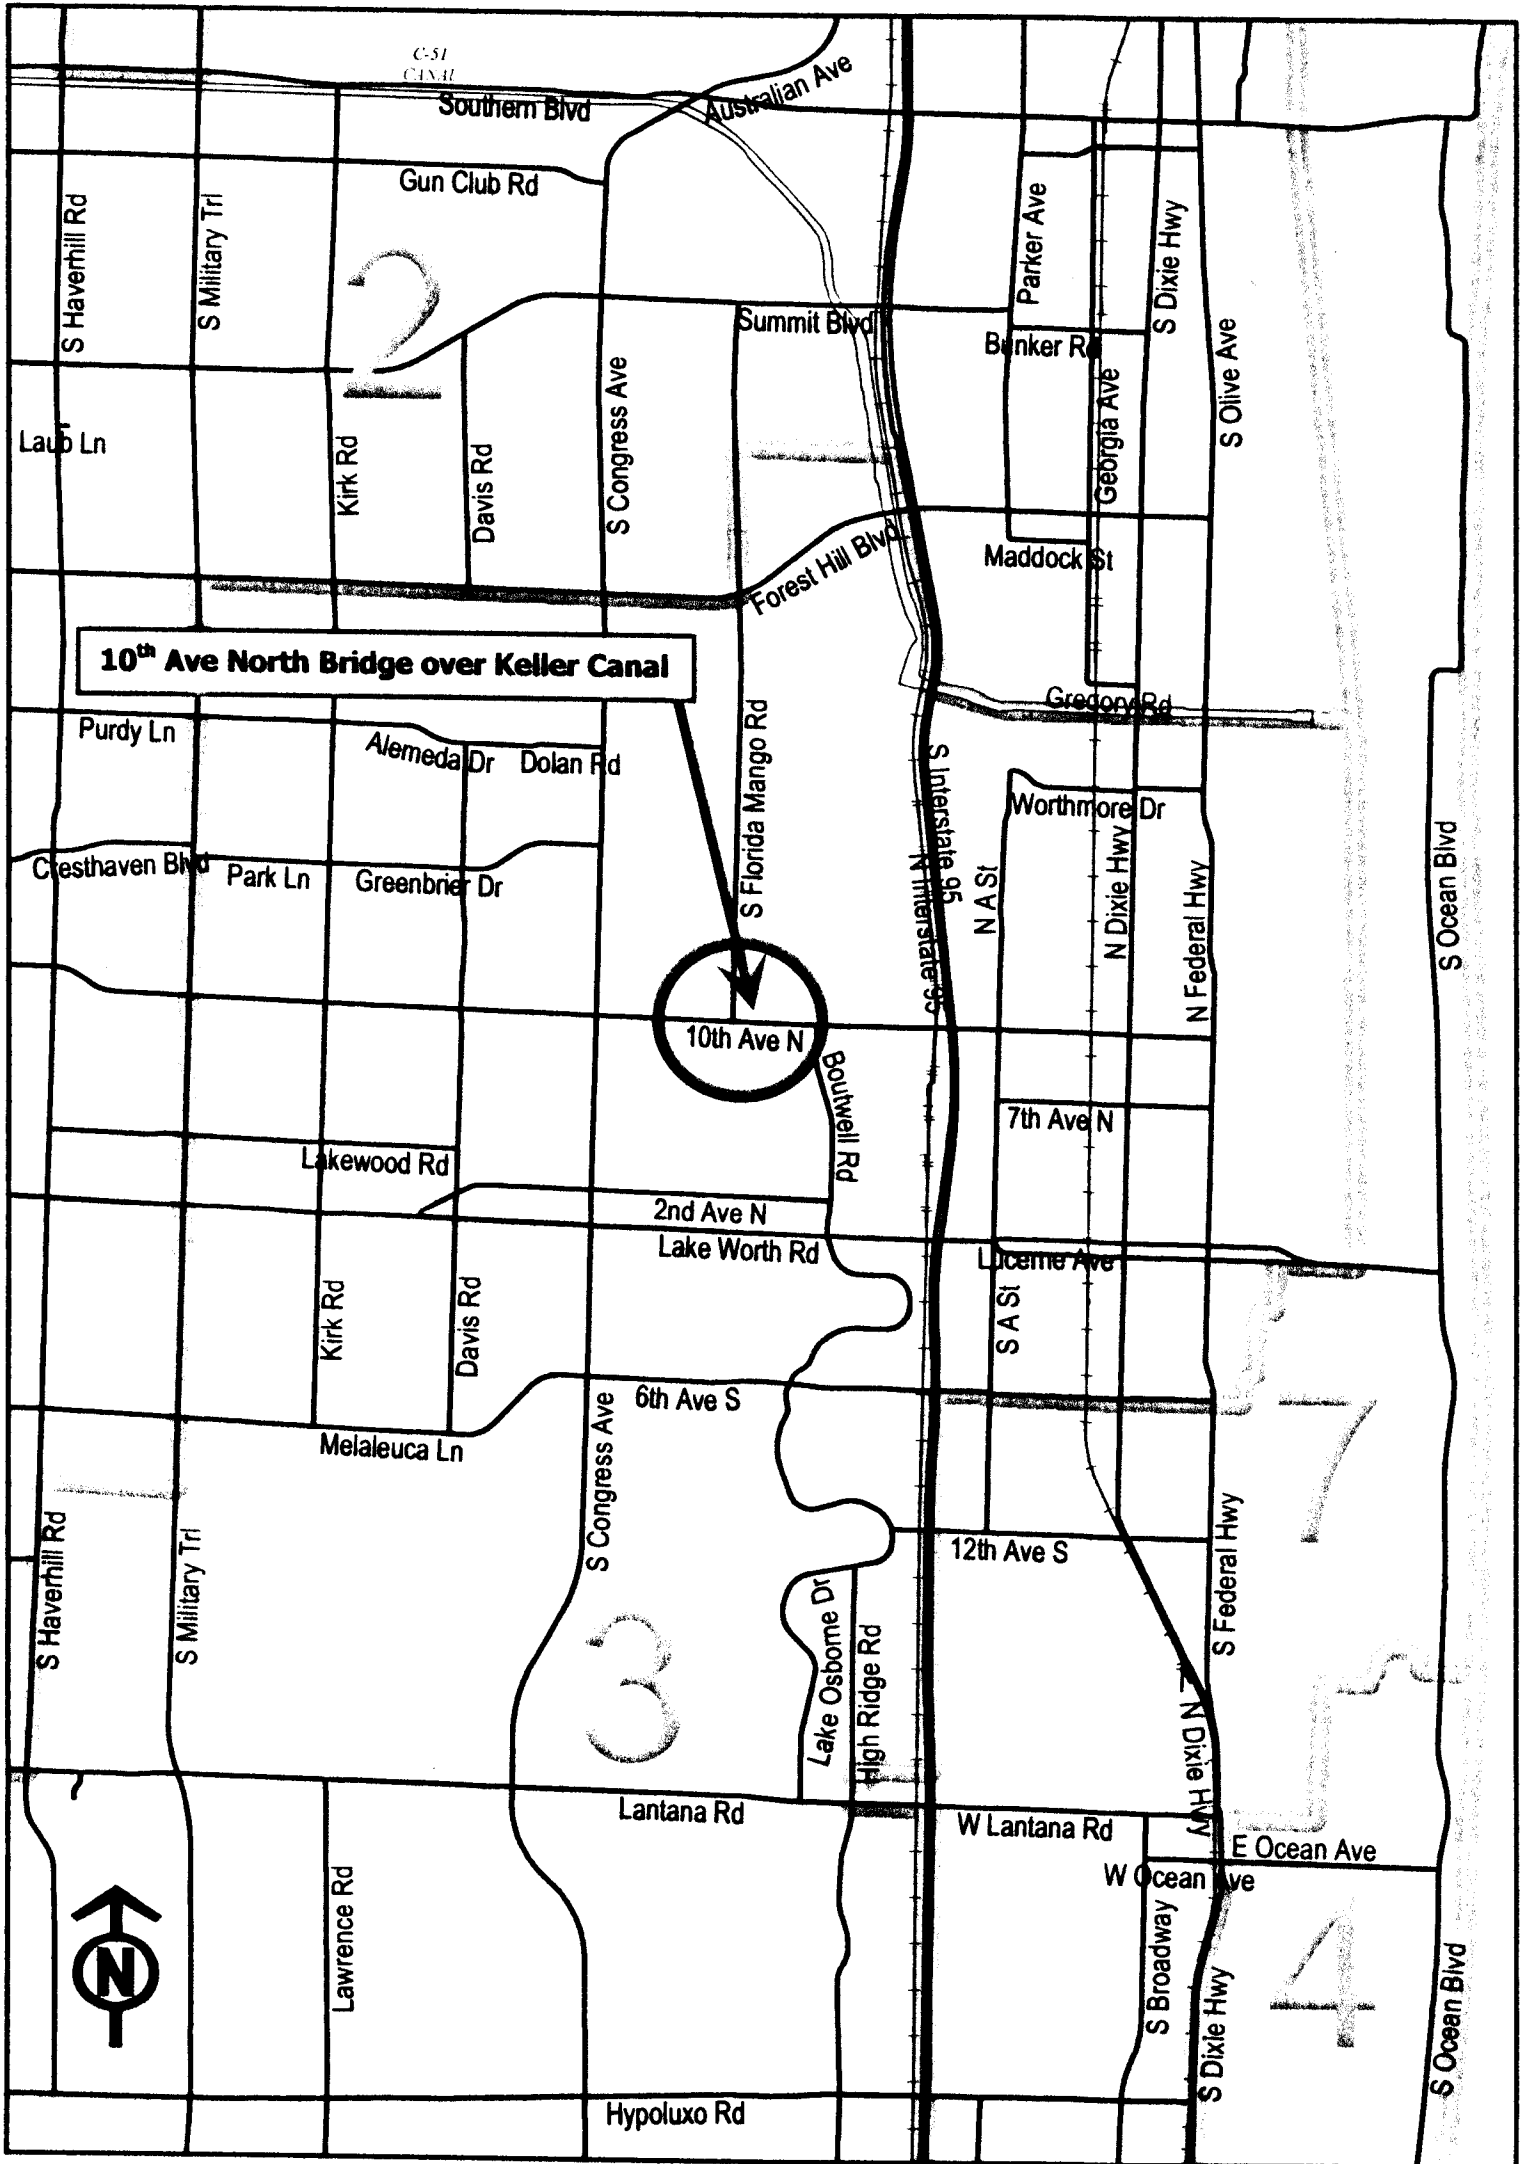 C-51
CANAL
Southern Blvd
Australian Ave
Gun Club Rd
S Haverhill Rd
S Military Trl
Parker Ave
S Dixie Hwy
2
Summit Blvd
Bunker Rd
S Olive Ave
Georgia Ave
S Congress Ave
Laub Ln
Kirk Rd
Davis Rd
Forest Hill Blvd
Maddock St
10th Ave North Bridge over Keller Canal
Gregory Rd
Purdy Ln
Alemeda Dr
Dolan Rd
S Florida Mango Rd
S Interstate 95
N Interstate 95
Worthmore Dr
N A St
N Dixie Hwy
N Federal Hwy
S Ocean Blvd
Cresthaven Blvd
Park Ln
Greenbrier Dr
10th Ave N
Boutwell Rd
7th Ave N
Lakewood Rd
2nd Ave N
Lake Worth Rd
Lucerne Ave
Kirk Rd
Davis Rd
S A St
6th Ave S
7
Melaleuca Ln
S Congress Ave
S Haverhill Rd
S Military Trl
12th Ave S
S Federal Hwy
3
Lake Osborne Dr
High Ridge Rd
N Dixie Hwy
Lantana Rd
W Lantana Rd
E Ocean Ave
W Ocean Ave
Lawrence Rd
N
S Broadway
S Dixie Hwy
4
S Ocean Blvd
Hypoluxo Rd